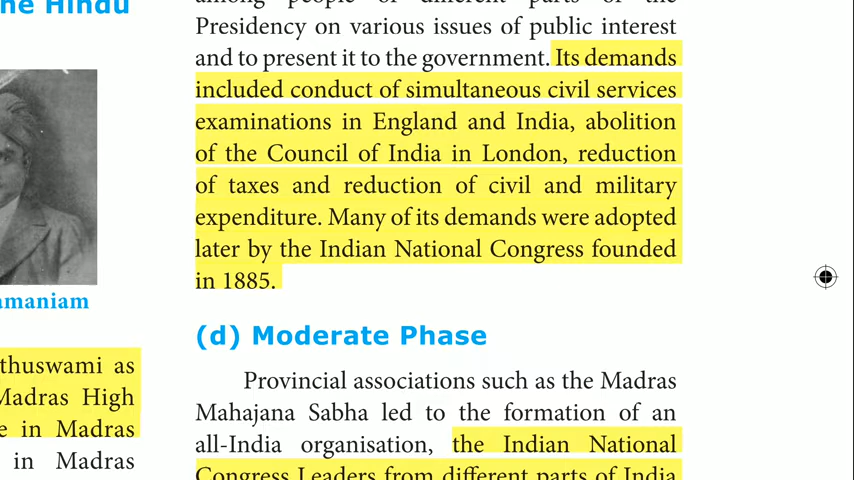 he Hindu
amaniam
thuswami as
Madras High
e in Madras
in Madras
among people of different parts of the
Presidency on various issues of public interest
and to present it to the government. Its demands
included conduct of simultaneous civil services
examinations in England and India, abolition
of the Council of India in London, reduction
of taxes and reduction of civil and military
expenditure. Many of its demands were adopted
later by the Indian National Congress founded
in 1885.
(d) Moderate Phase
Provincial associations such as the Madras
Mahajana Sabha led to the formation of an
all-India organisation, the Indian National
Congress Leaders from different parts of India